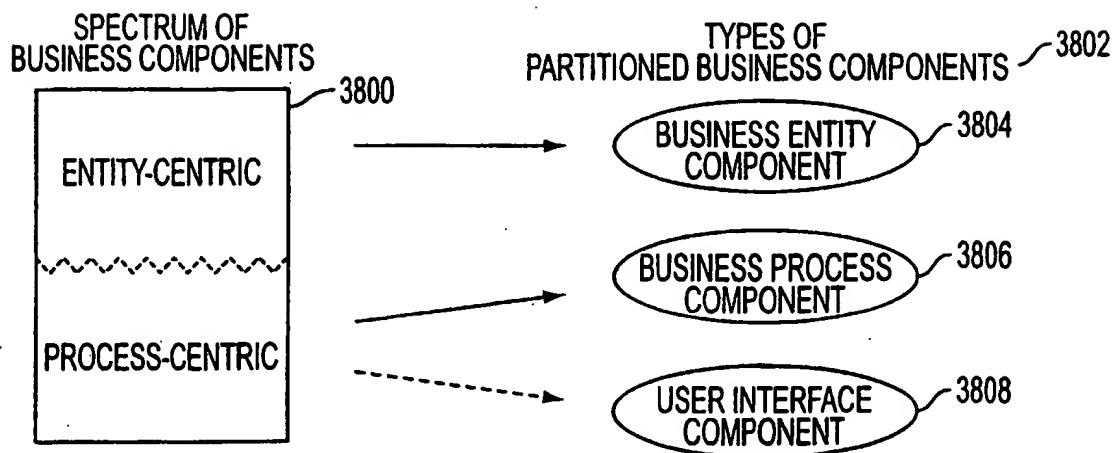 SPECTRUM OF
BUSINESS COMPONENTS
3800
ENTITY-CENTRIC
PROCESS-CENTRIC
TYPES OF
PARTITIONED BUSINESS COMPONENTS
3802
BUSINESS ENTITY
COMPONENT
3804
BUSINESS PROCESS
COMPONENT
3806
USER INTERFACE
COMPONENT
3808